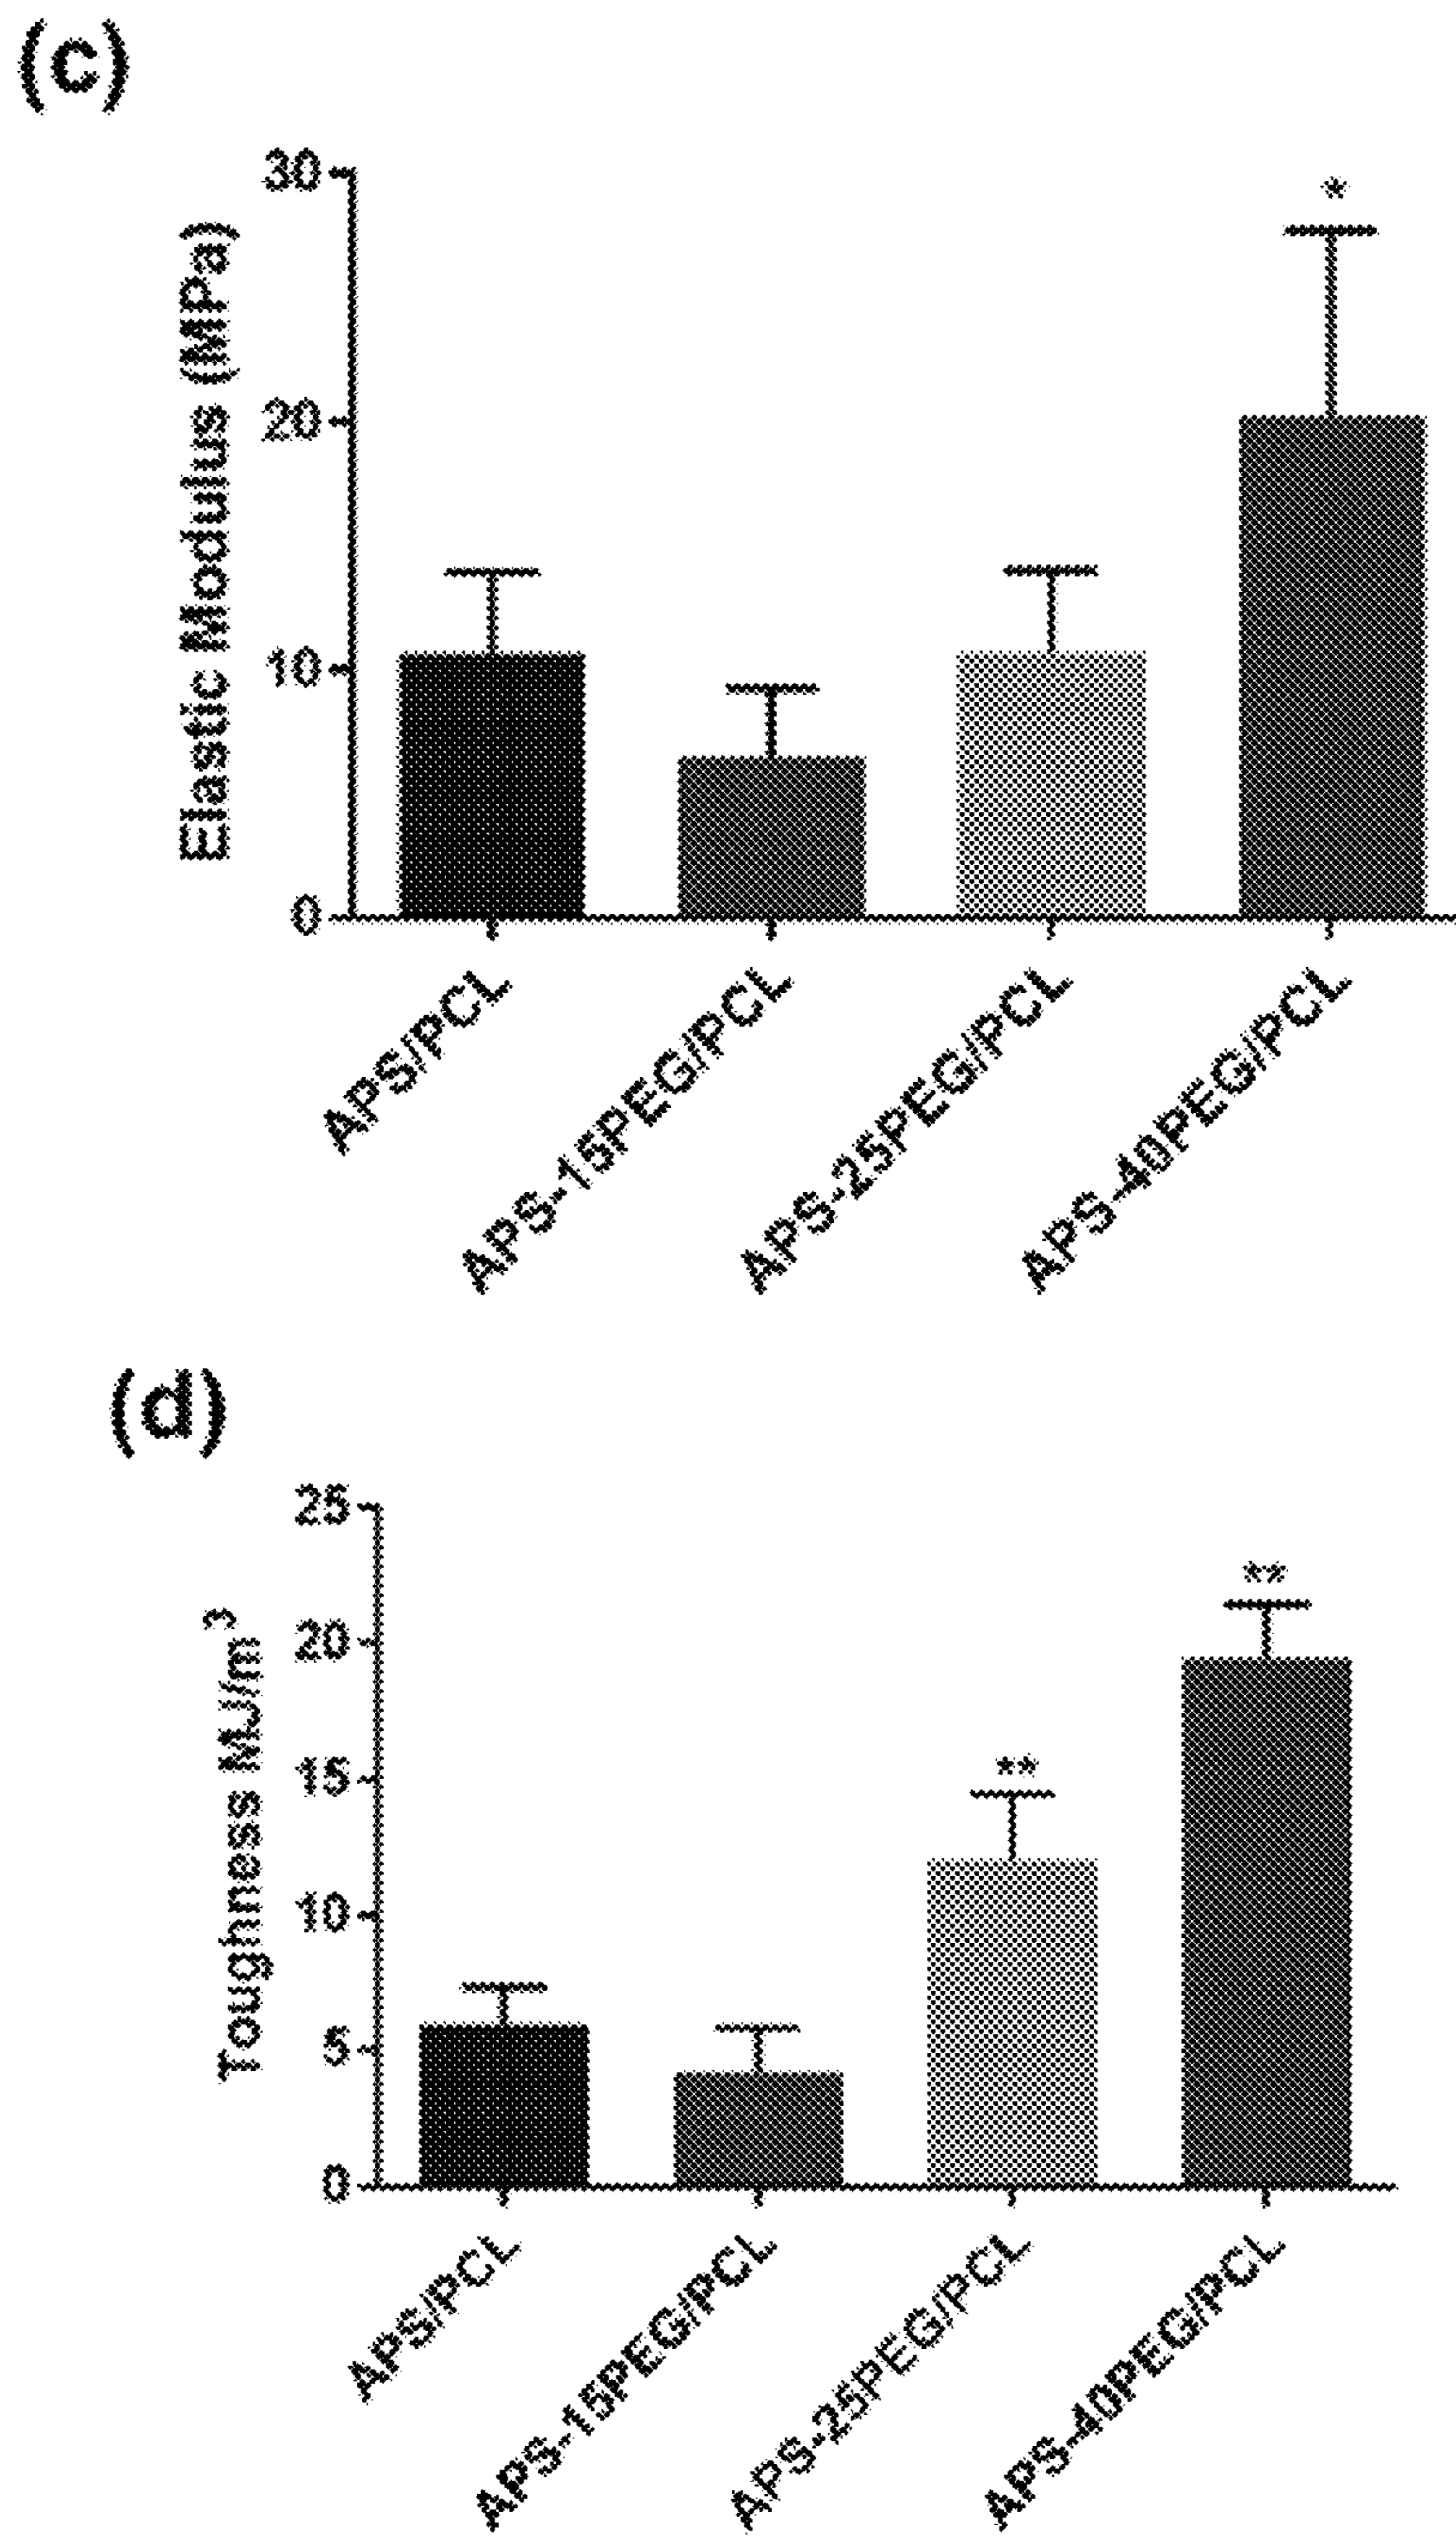 (c)
30
*
20
10
0
Elastic Modulus (MPa)
APS/PCL
APS-15PEG/PCL
APS-25PEG/PCL
APS-40PEG/PCL
(d)
25
**
20
**
15
10
5
0
Toughness MJ/m³
APS/PCL
APS-15PEG/PCL
APS-25PEG/PCL
APS-40PEG/PCL